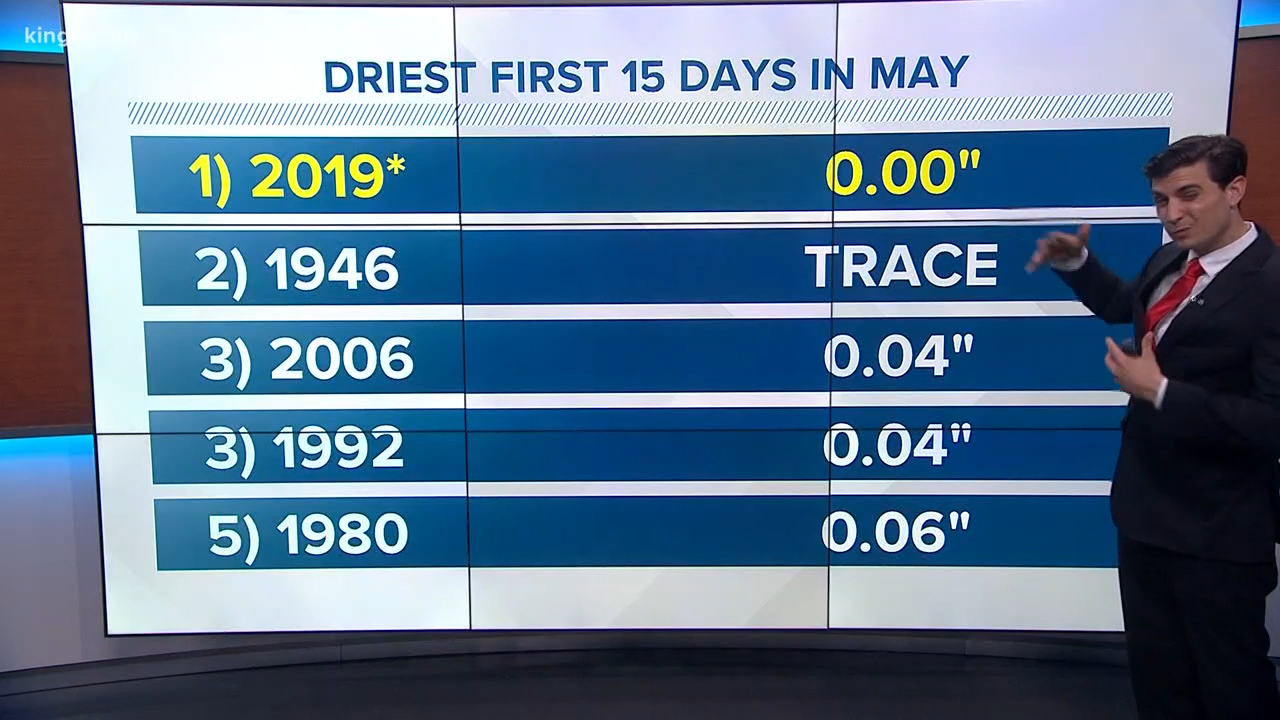 DRIEST FIRST 15 DAYS IN MAY
1) 2019* 0.00"
2) 1946 TRACE
3) 2006 0.04"
3) 1992 0.04"
5) 1980 0.06"